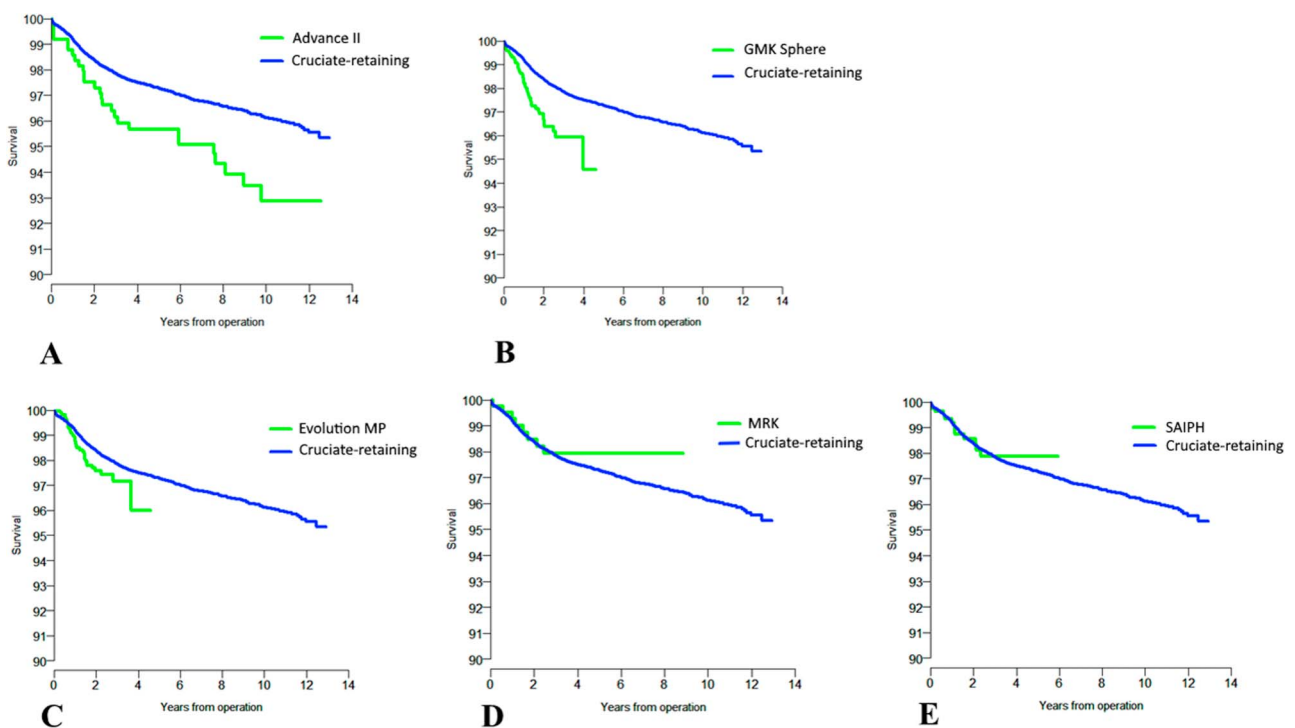 100
99
98
97
96
95
94
93
92
91
90
Survival
0 2 4 6 8 10 12 14
Years from operation
Advance II
Cruciate-retaining
A
100
99
98
97
96
95
94
93
92
91
90
Survival
0 2 4 6 8 10 12 14
Years from operation
GMK Sphere
Cruciate-retaining
B
100
99
98
97
96
95
94
93
92
91
90
Survival
0 2 4 6 8 10 12 14
Years from operation
Evolution MP
Cruciate-retaining
C
100
99
98
97
96
95
94
93
92
91
90
Survival
0 2 4 6 8 10 12 14
Years from operation
MRK
Cruciate-retaining
D
100
99
98
97
96
95
94
93
92
91
90
Survival
0 2 4 6 8 10 12 14
Years from operation
SAIPH
Cruciate-retaining
E